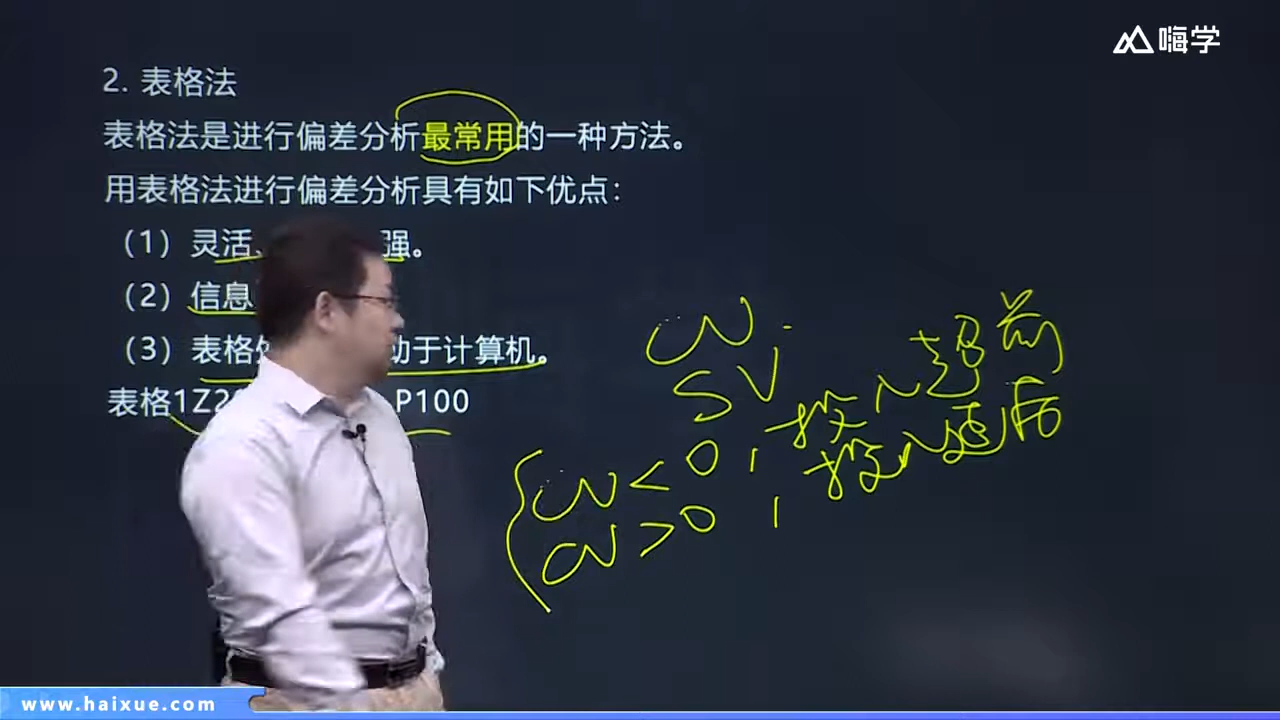 嗨学
2. 表格法
表格法是进行偏差分析最常用的一种方法。
用表格法进行偏差分析具有如下优点：
（1）灵活、 强。
（2）信息
（3）表格 助于计算机。
表格1Z2 P100
CV
SV
CV<0，投入超前
CV>0，投入延后
www.haixue.com